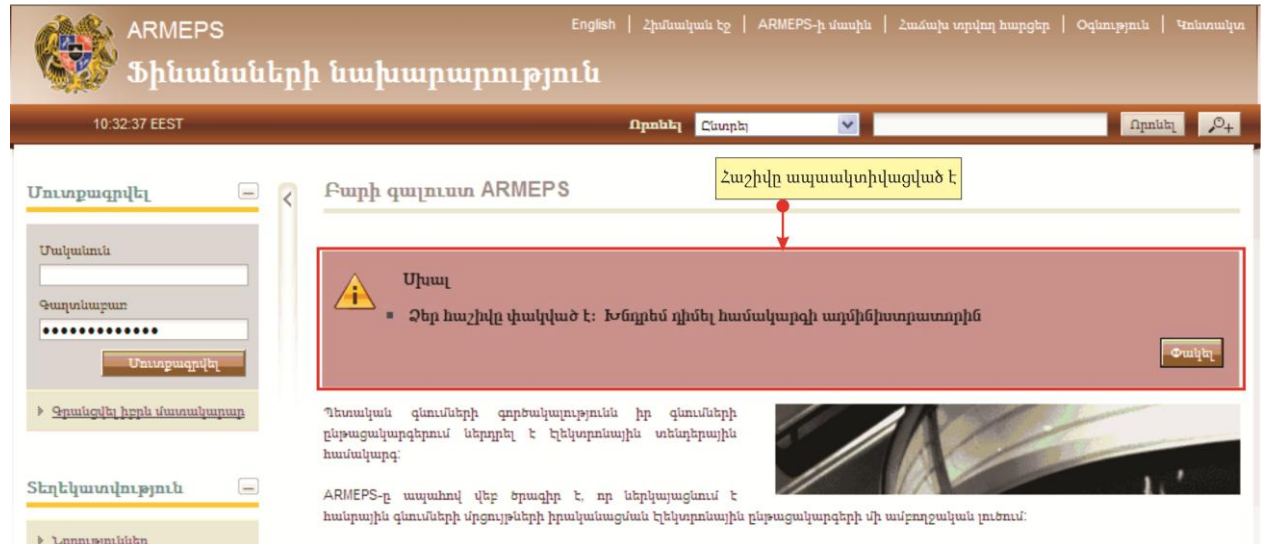 ARMEPS
English | Հիմնական էջ | ARMEPS-ի մասին | Հաճախ տրվող հարցեր | Օգնություն | Կոնտակտ
Ֆինանսների նախարարություն
10:32:37 EEST
Որոնել
Ընտրել
Որոնել
Մուտքագրվել
Բարի գալուստ ARMEPS
Հաշիվը ապաակտիվացված է
Մականուն
Գաղտնաբառ
Մուտքագրվել
Սխալ
Ձեր հաշիվը փակված է: Խնդրեմ դիմել համակարգի ադմինիստրատորին
Փակել
Գրանցվել իբրև մատակարար
Պետական գնումների գործակալությունն իր գնումների
ընթացակարգերում ներդրել է էլեկտրոնային տենդերային
համակարգ:
Տեղեկատվություն
ARMEPS-ը ապահով վեբ ծրագիր է, որ ներկայացնում է
հանրային գնումների մրցույթների իրականացման էլեկտրոնային ընթացակարգերի մի ամբողջական լուծում:
Նորություններ